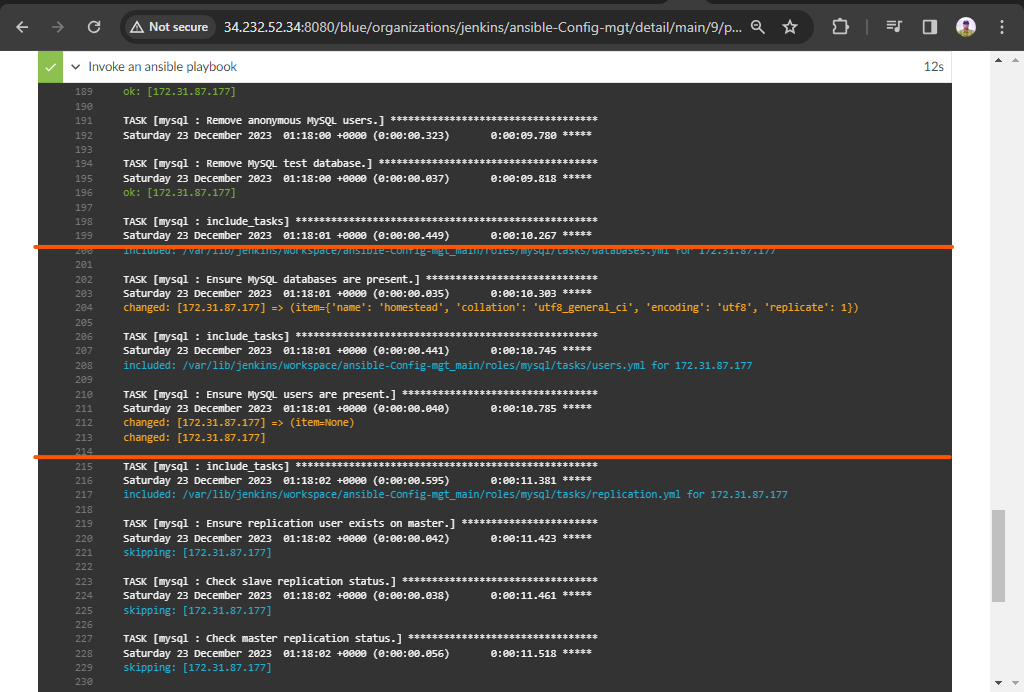 Not secure 34.232.52.34:8080/blue/organizations/jenkins/ansible-Config-mgt/detail/main/9/p...
Invoke an ansible playbook 12s
189 ok: [172.31.87.177]
190
191 TASK [mysql : Remove anonymous MySQL users.] ***********************************
192 Saturday 23 December 2023  01:18:00 +0000 (0:00:00.323)       0:00:09.780 *****
193
194 TASK [mysql : Remove MySQL test database.] *************************************
195 Saturday 23 December 2023  01:18:00 +0000 (0:00:00.037)       0:00:09.818 *****
196 ok: [172.31.87.177]
197
198 TASK [mysql : include_tasks] ***************************************************
199 Saturday 23 December 2023  01:18:01 +0000 (0:00:00.449)       0:00:10.267 *****
200 included: /var/lib/jenkins/workspace/ansible-Config-mgt_main/roles/mysql/tasks/databases.yml for 172.31.87.177
201
202 TASK [mysql : Ensure MySQL databases are present.] *****************************
203 Saturday 23 December 2023  01:18:01 +0000 (0:00:00.035)       0:00:10.303 *****
204 changed: [172.31.87.177] => (item={'name': 'homestead', 'collation': 'utf8_general_ci', 'encoding': 'utf8', 'replicate': 1})
205
206 TASK [mysql : include_tasks] ***************************************************
207 Saturday 23 December 2023  01:18:01 +0000 (0:00:00.441)       0:00:10.745 *****
208 included: /var/lib/jenkins/workspace/ansible-Config-mgt_main/roles/mysql/tasks/users.yml for 172.31.87.177
209
210 TASK [mysql : Ensure MySQL users are present.] *********************************
211 Saturday 23 December 2023  01:18:01 +0000 (0:00:00.040)       0:00:10.785 *****
212 changed: [172.31.87.177] => (item=None)
213 changed: [172.31.87.177]
214
215 TASK [mysql : include_tasks] ***************************************************
216 Saturday 23 December 2023  01:18:02 +0000 (0:00:00.595)       0:00:11.381 *****
217 included: /var/lib/jenkins/workspace/ansible-Config-mgt_main/roles/mysql/tasks/replication.yml for 172.31.87.177
218
219 TASK [mysql : Ensure replication user exists on master.] ***********************
220 Saturday 23 December 2023  01:18:02 +0000 (0:00:00.042)       0:00:11.423 *****
221 skipping: [172.31.87.177]
222
223 TASK [mysql : Check slave replication status.] *********************************
224 Saturday 23 December 2023  01:18:02 +0000 (0:00:00.038)       0:00:11.461 *****
225 skipping: [172.31.87.177]
226
227 TASK [mysql : Check master replication status.] ********************************
228 Saturday 23 December 2023  01:18:02 +0000 (0:00:00.056)       0:00:11.518 *****
229 skipping: [172.31.87.177]
230